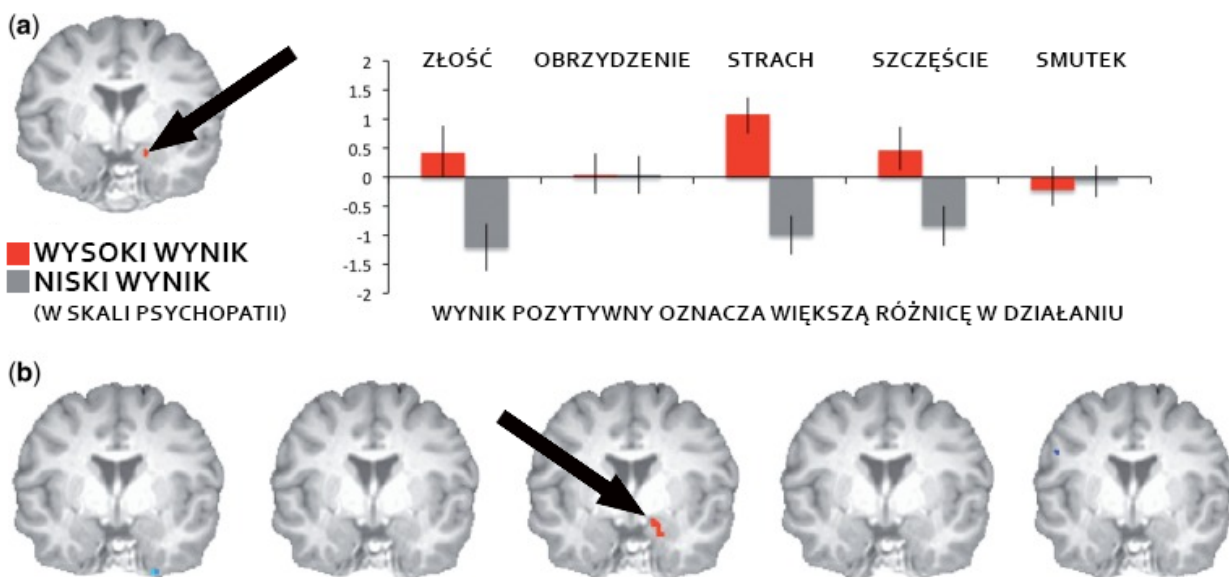 (a)
ZŁOŚĆ OBRZYDZENIE STRACH SZCZĘŚCIE SMUTEK
2
1.5
1
0.5
0
-0.5
-1
-1.5
-2
WYSOKI WYNIK
NISKI WYNIK
(W SKALI PSYCHOPATII)
WYNIK POZYTYWNY OZNACZA WIĘKSZĄ RÓŻNICĘ W DZIAŁANIU
(b)